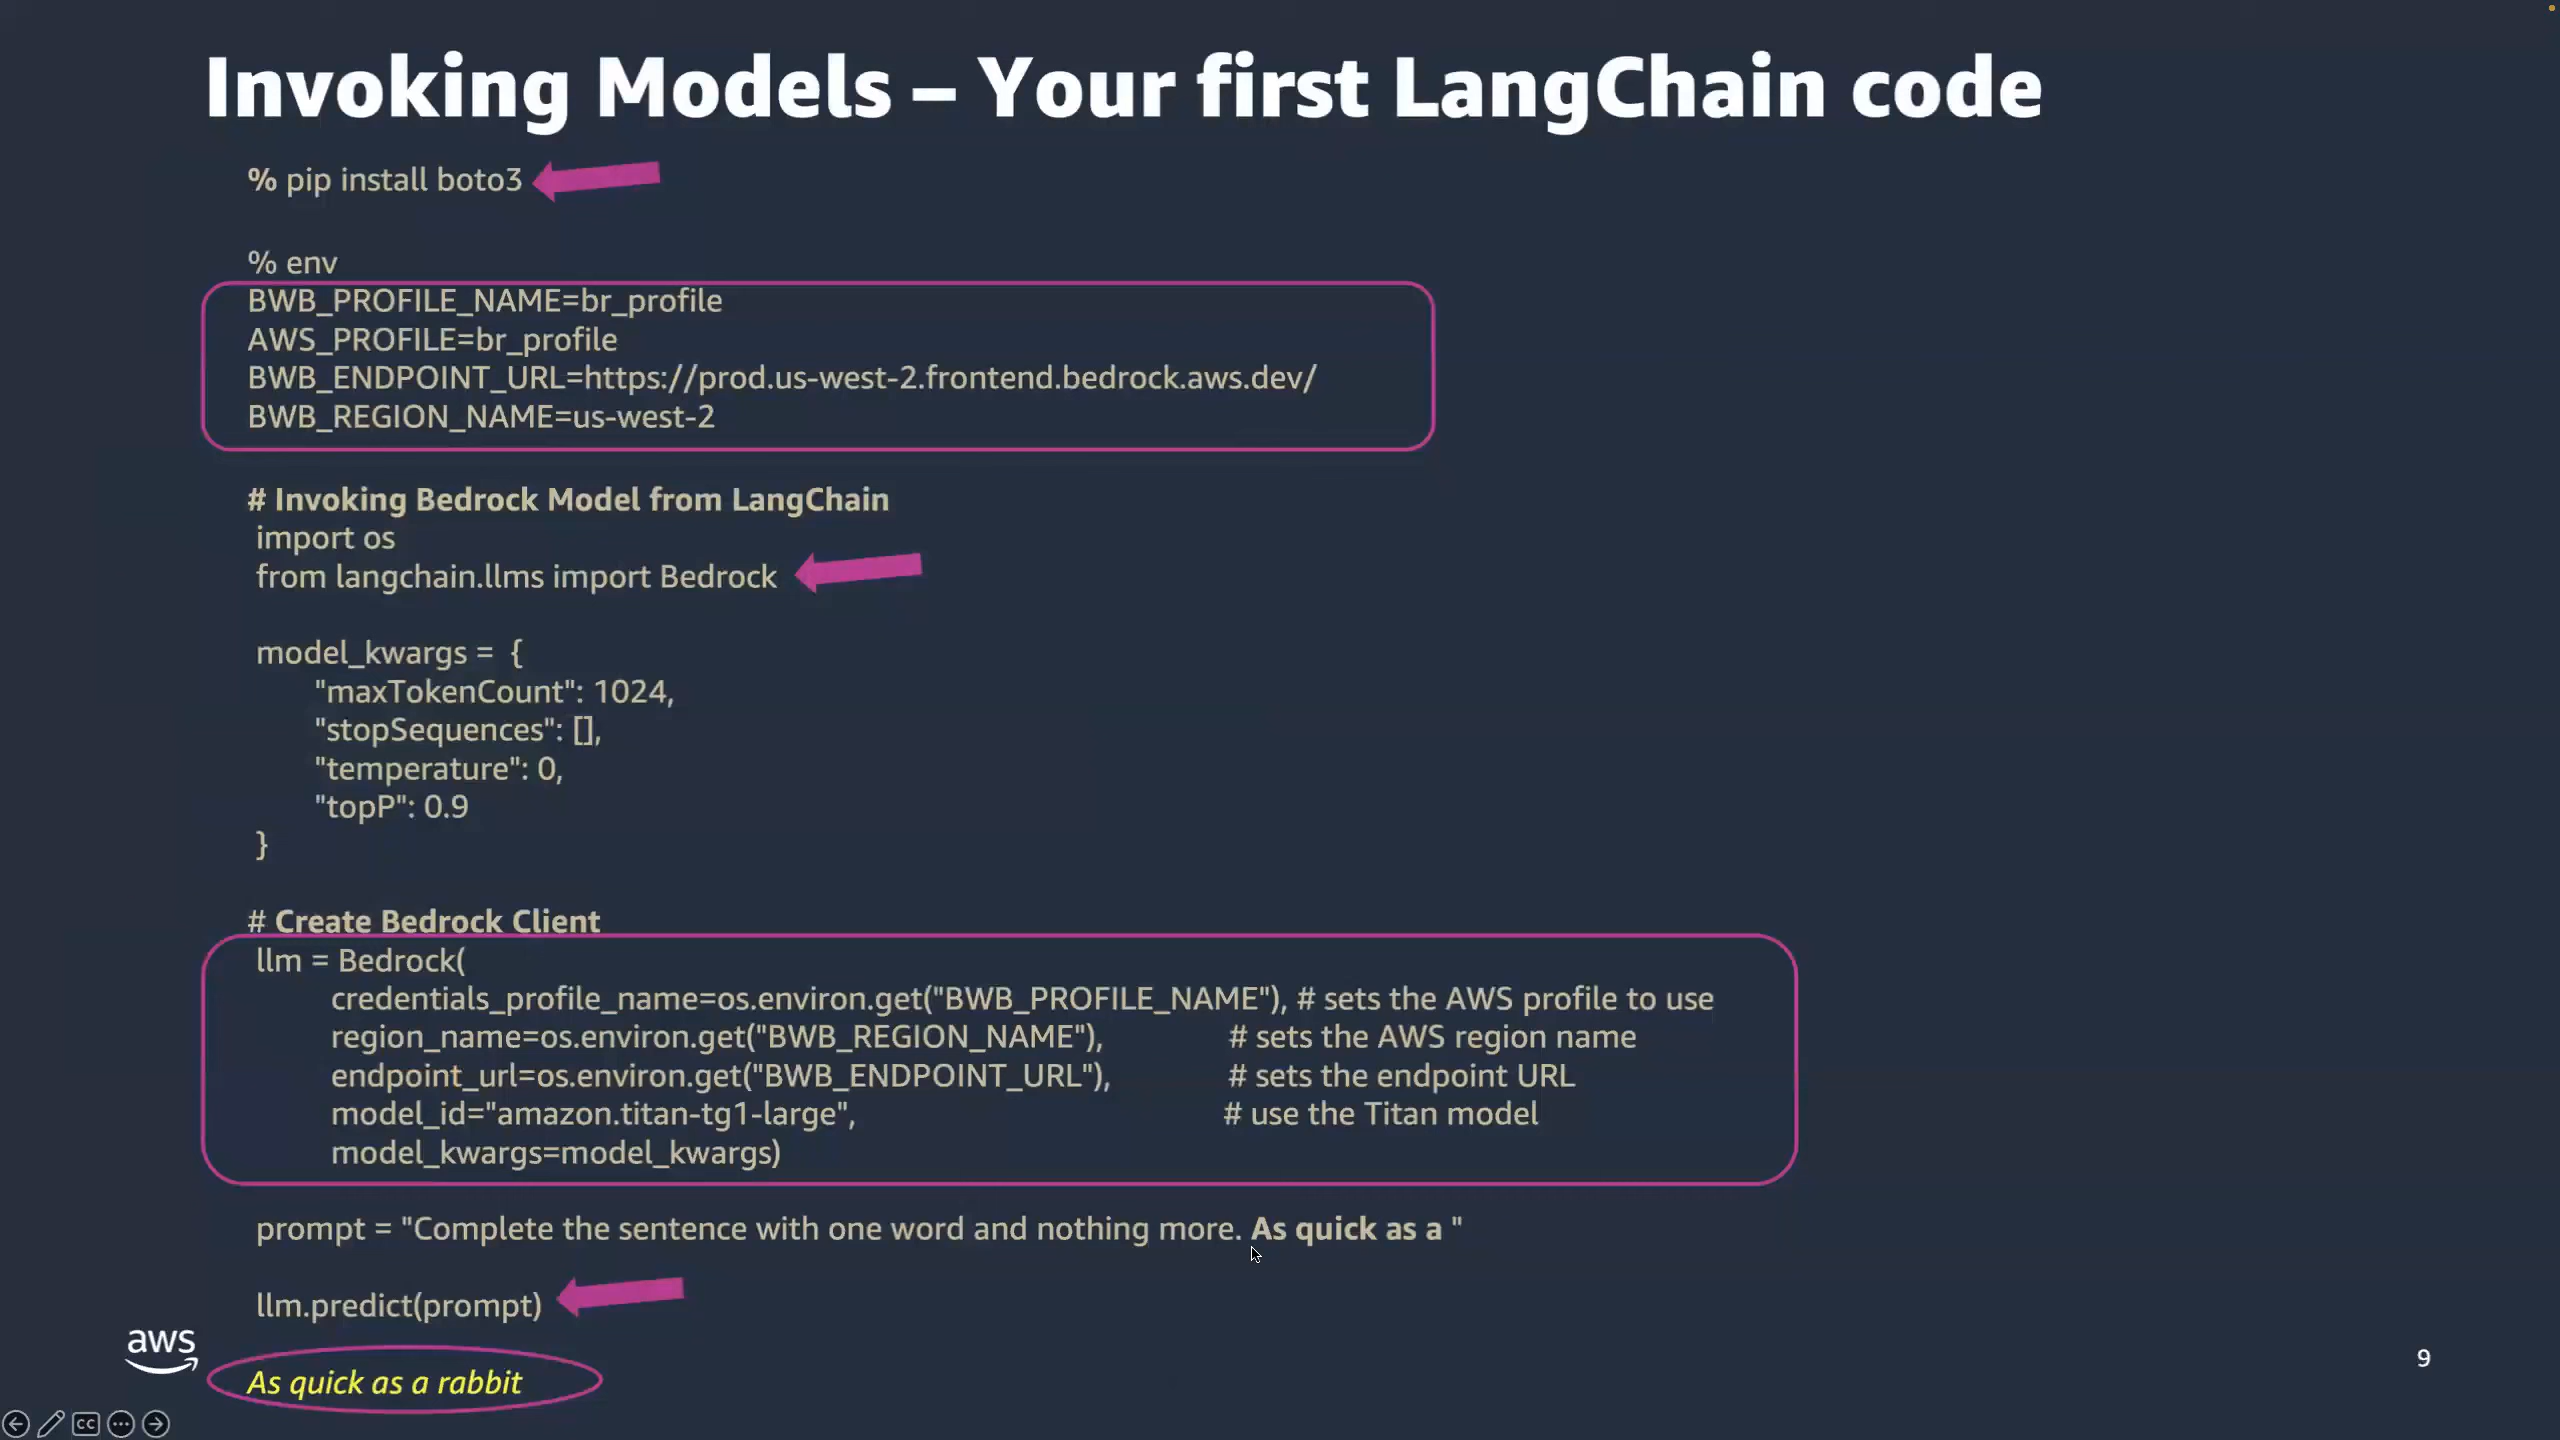 Invoking Models – Your first LangChain code
% pip install boto3
% env
BWB_PROFILE_NAME=br_profile
AWS_PROFILE=br_profile
BWB_ENDPOINT_URL=https://prod.us-west-2.frontend.bedrock.aws.dev/
BWB_REGION_NAME=us-west-2
# Invoking Bedrock Model from LangChain
import os
from langchain.llms import Bedrock
model_kwargs = {
"maxTokenCount": 1024,
"stopSequences": [],
"temperature": 0,
"topP": 0.9
}
# Create Bedrock Client
llm = Bedrock(
credentials_profile_name=os.environ.get("BWB_PROFILE_NAME"), # sets the AWS profile to use
region_name=os.environ.get("BWB_REGION_NAME"), # sets the AWS region name
endpoint_url=os.environ.get("BWB_ENDPOINT_URL"), # sets the endpoint URL
model_id="amazon.titan-tg1-large", # use the Titan model
model_kwargs=model_kwargs)
prompt = "Complete the sentence with one word and nothing more. As quick as a "
llm.predict(prompt)
aws
As quick as a rabbit
9
CC